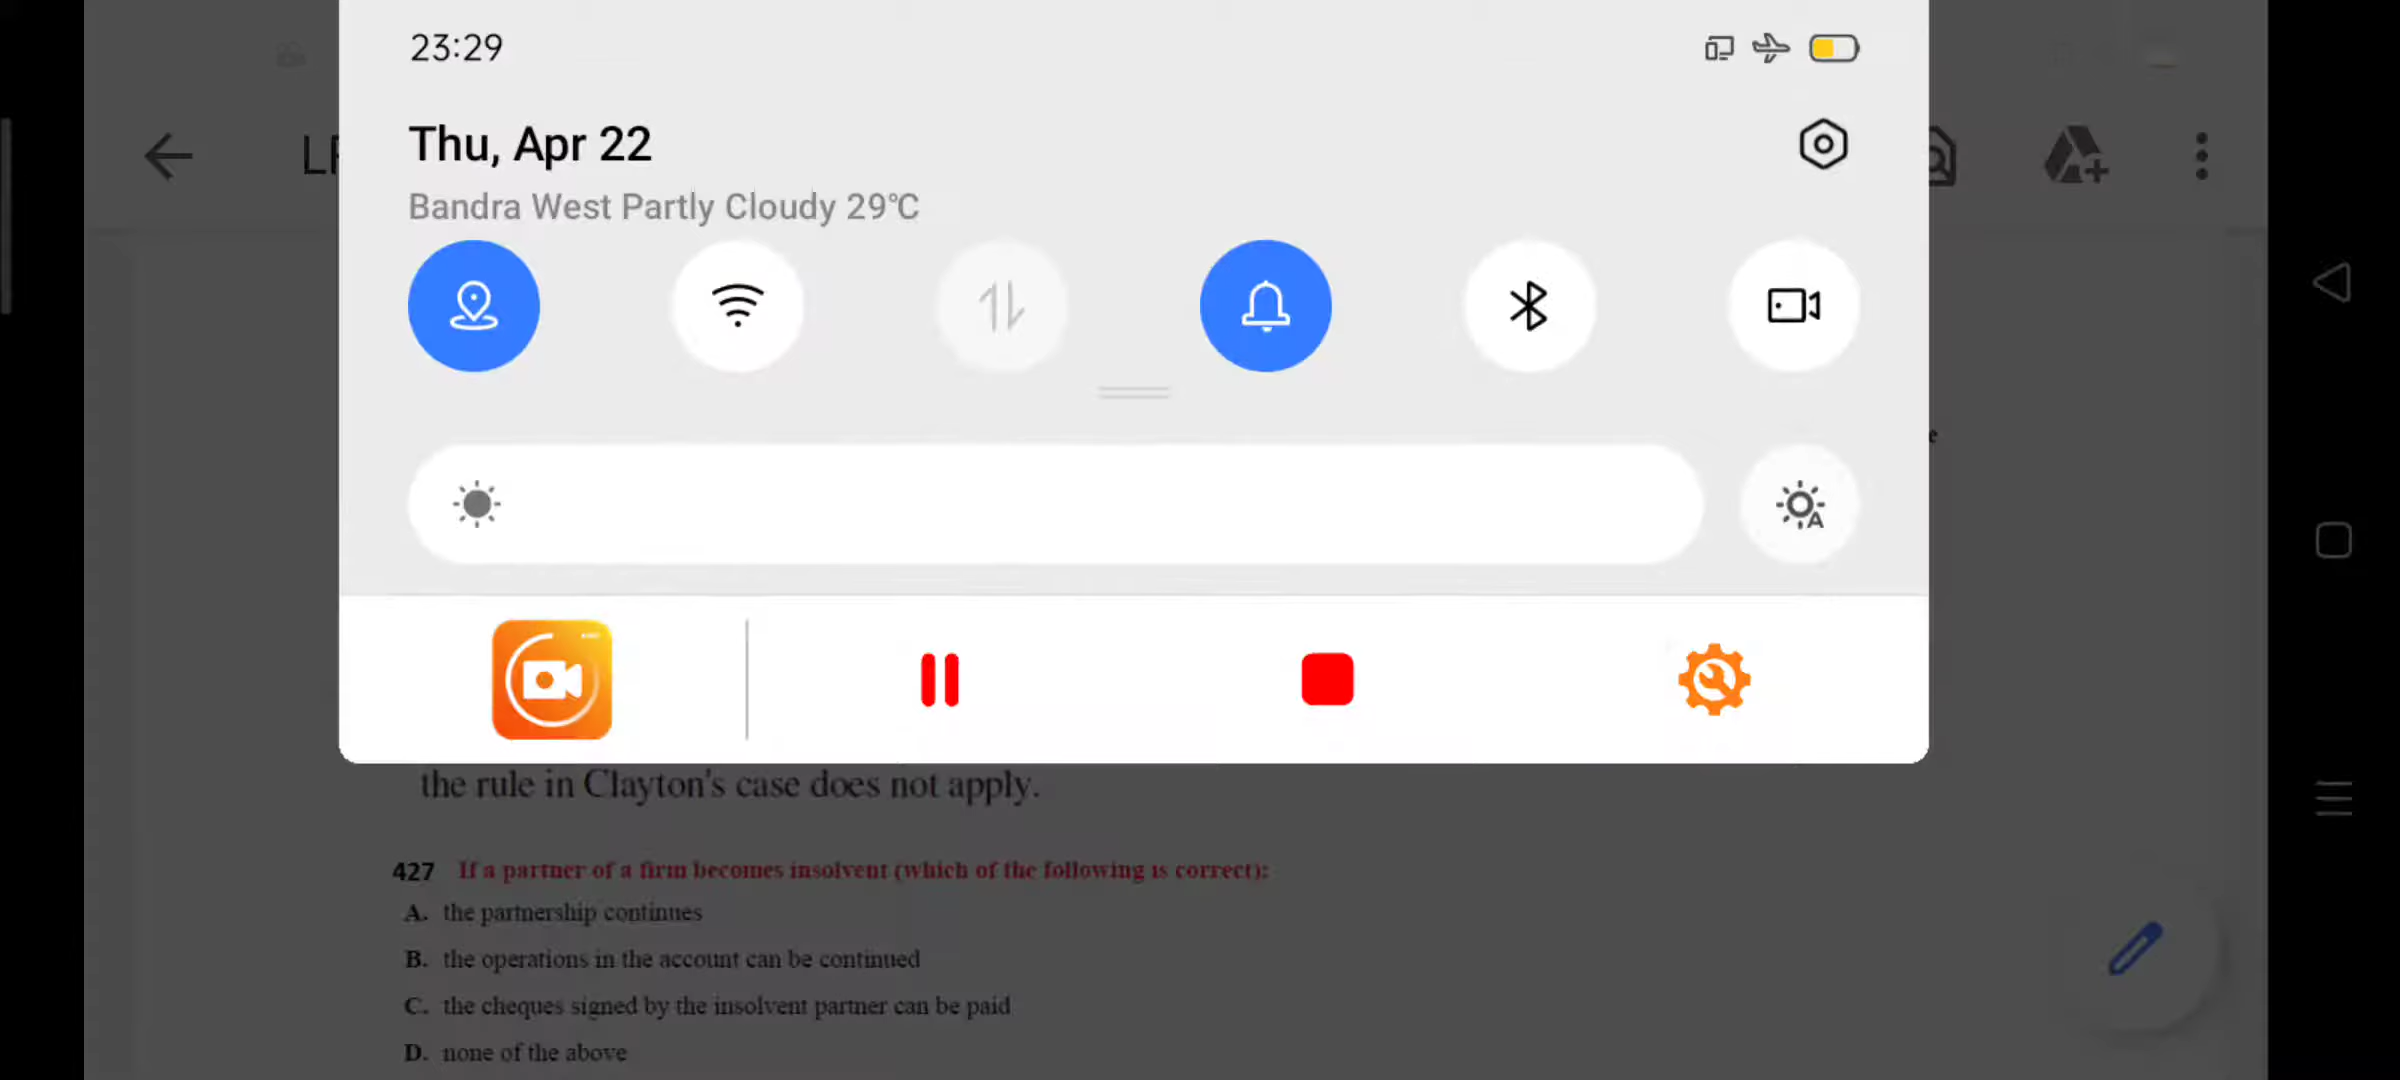 23:29
Thu, Apr 22
Bandra West Partly Cloudy 29°C
the rule in Clayton's case does not apply.
427 If a partner of a firm becomes insolvent (which of the following is correct):
A. the partnership continues
B. the operations in the account can be continued
C. the cheques signed by the insolvent partner can be paid
D. none of the above